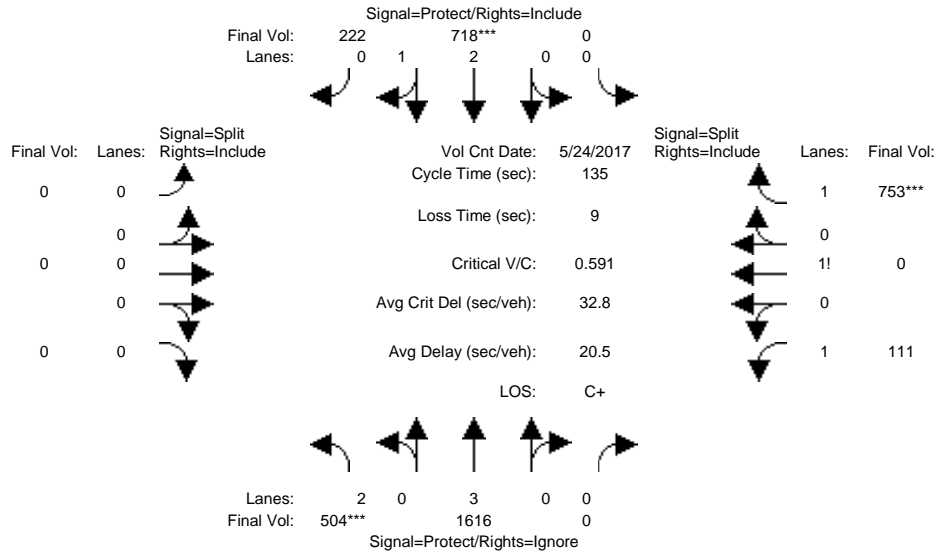 Signal=Protect/Rights=Include
Final Vol: 222 718*** 0
Lanes: 0 1 2 0 0
Signal=Split
Final Vol: Lanes: Rights=Include
Vol Cnt Date: 5/24/2017
Signal=Split
Rights=Include Lanes: Final Vol:
Cycle Time (sec): 135
0 0
1 753***
Loss Time (sec): 9
0
0
0 0
Critical V/C: 0.591
1! 0
0
Avg Crit Del (sec/veh): 32.8
0
0 0
Avg Delay (sec/veh): 20.5
1 111
LOS: C+
Lanes: 2 0 3 0 0
Final Vol: 504*** 1616 0
Signal=Protect/Rights=Ignore